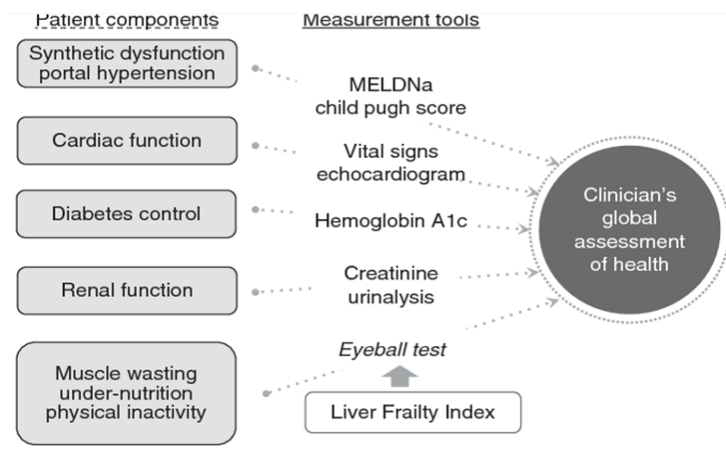 Patient components
Measurement tools
Synthetic dysfunction
portal hypertension
MELDNa
child pugh score
Cardiac function
Vital signs
echocardiogram
Diabetes control
Hemoglobin A1c
Renal function
Creatinine
urinalysis
Muscle wasting
under-nutrition
physical inactivity
Eyeball test
Liver Frailty Index
Clinician's
global
assessment
of health